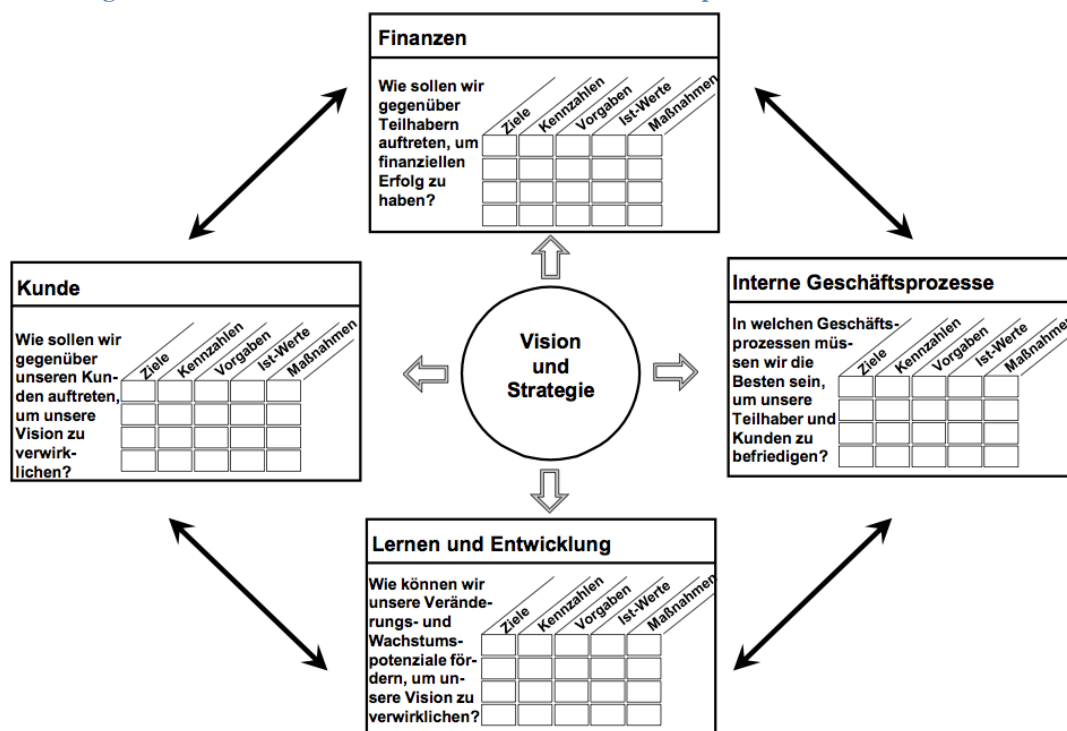 Finanzen
Wie sollen wir
gegenüber
Teilhabern
auftreten, um
finanziellen
Erfolg zu
haben?
Ziele
Kennzahlen
Vorgaben
Ist-Werte
Maßnahmen
Kunde
Wie sollen wir
gegenüber
unseren Kun-
den auftreten,
um unsere
Vision zu
verwirk-
lichen?
Ziele
Kennzahlen
Vorgaben
Ist-Werte
Maßnahmen
Vision
und
Strategie
Interne Geschäftsprozesse
In welchen Geschäfts-
prozessen müs-
sen wir die
Besten sein,
um unsere
Teilhaber und
Kunden zu
befriedigen?
Ziele
Kennzahlen
Vorgaben
Ist-Werte
Maßnahmen
Lernen und Entwicklung
Wie können wir
unsere Verände-
rungs- und
Wachstums-
potenziale för-
dern, um un-
sere Vision zu
verwirklichen?
Ziele
Kennzahlen
Vorgaben
Ist-Werte
Maßnahmen